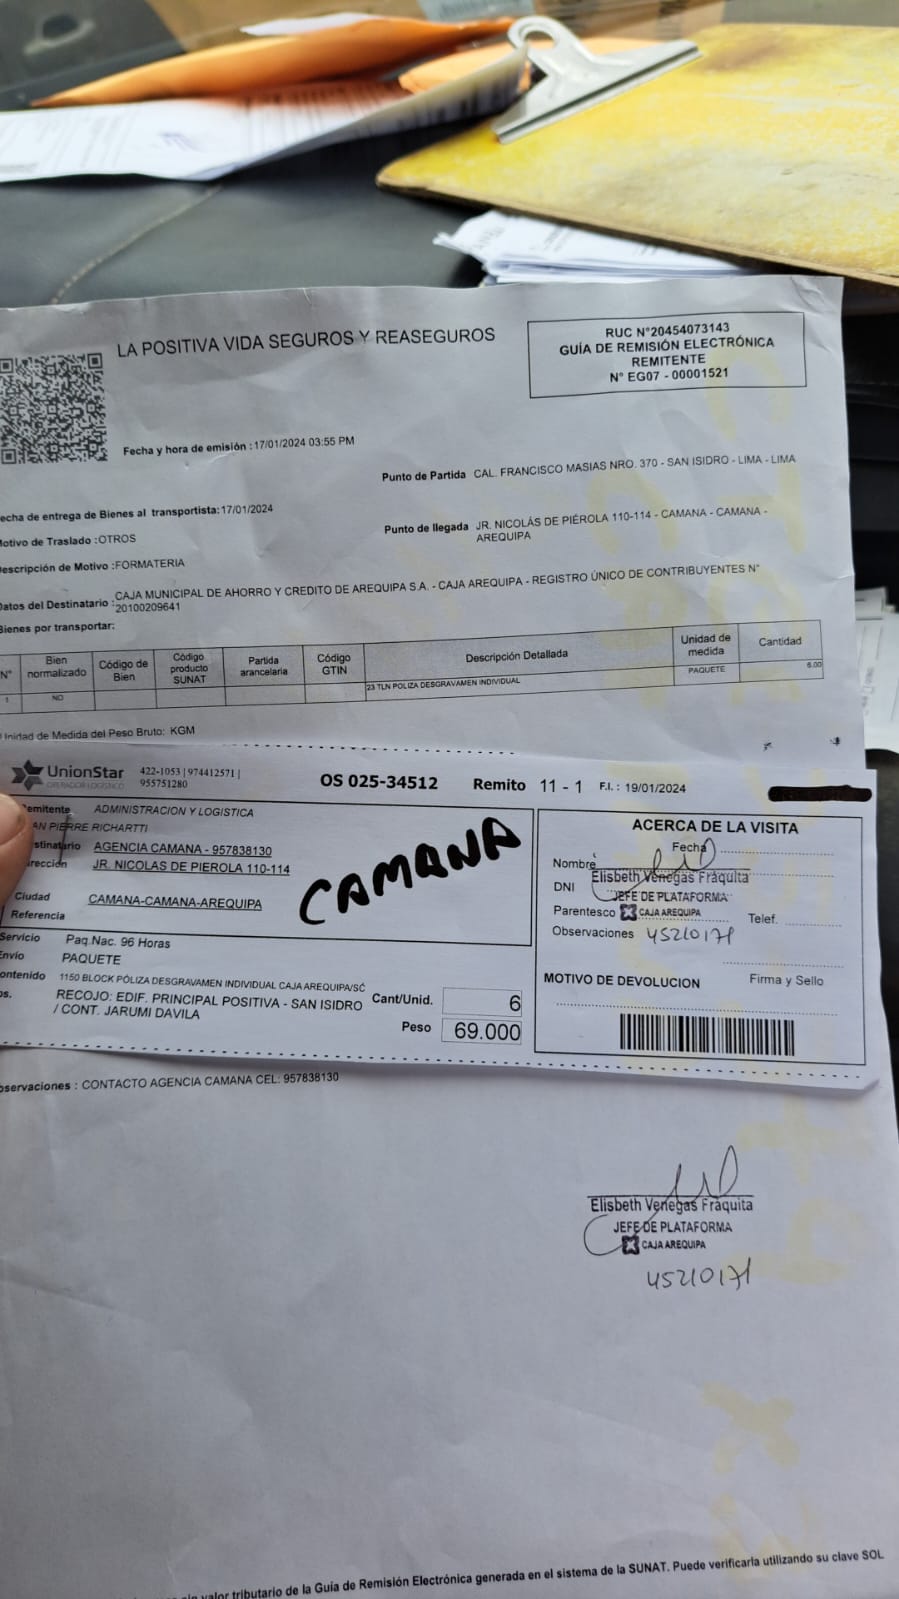 LA POSITIVA VIDA SEGUROS Y REASEGUROS
RUC N°20454073143
GUÍA DE REMISIÓN ELECTRÓNICA
REMITENTE
N° EG07 - 00001521
Fecha y hora de emisión : 17/01/2024 03:55 PM
Punto de Partida CAL. FRANCISCO MASIAS NRO. 370 - SAN ISIDRO - LIMA - LIMA
echa de entrega de Bienes al transportista: 17/01/2024
Punto de llegada JR. NICOLÁS DE PIÉROLA 110-114 - CAMANA - CAMANA -
AREQUIPA
otivo de Traslado : OTROS
escripción de Motivo : FORMATERIA
Datos del Destinatario : CAJA MUNICIPAL DE AHORRO Y CREDITO DE AREQUIPA S.A. - CAJA AREQUIPA - REGISTRO ÚNICO DE CONTRIBUYENTES N°
20100209641
Bienes por transportar:
N° Bien normalizado Código de Bien Código producto SUNAT Partida arancelaria Código GTIN Descripción Detallada Unidad de medida Cantidad
1 NO 23 TLN POLIZA DESGRAVAMEN INDIVIDUAL PAQUETE 6.00
Unidad de Medida del Peso Bruto: KGM
UnionStar
OPERADOR LOGÍSTICO
422-1053 | 974412571 |
955751280
OS 025-34512 Remito 11 - 1 F.I. : 19/01/2024
emitente ADMINISTRACION Y LOGISTICA
AN PIERRE RICHARTTI
stinatario AGENCIA CAMANA - 957838130
irección JR. NICOLAS DE PIEROLA 110-114
Ciudad CAMANA-CAMANA-AREQUIPA
Referencia
CAMANA
Servicio Paq.Nac. 96 Horas
Envío PAQUETE
ontenido 1150 BLOCK PÓLIZA DESGRAVAMEN INDIVIDUAL CAJA AREQUIPA/SC
os. RECOJO: EDIF. PRINCIPAL POSITIVA - SAN ISIDRO
/ CONT. JARUMI DAVILA
Cant/Unid. 6
Peso 69.000
ACERCA DE LA VISITA
Fecha
Nombre Elisbeth Venegas Fraquita
DNI JEFE DE PLATAFORMA
Parentesco CAJA AREQUIPA Telef.
Observaciones 45210171
MOTIVO DE DEVOLUCION Firma y Sello
bservaciones : CONTACTO AGENCIA CAMANA CEL: 957838130
Elisbeth Venegas Fraquita
JEFE DE PLATAFORMA
CAJA AREQUIPA
45210171
valor tributario de la Guía de Remisión Electrónica generada en el sistema de la SUNAT. Puede verificarla utilizando su clave SOL